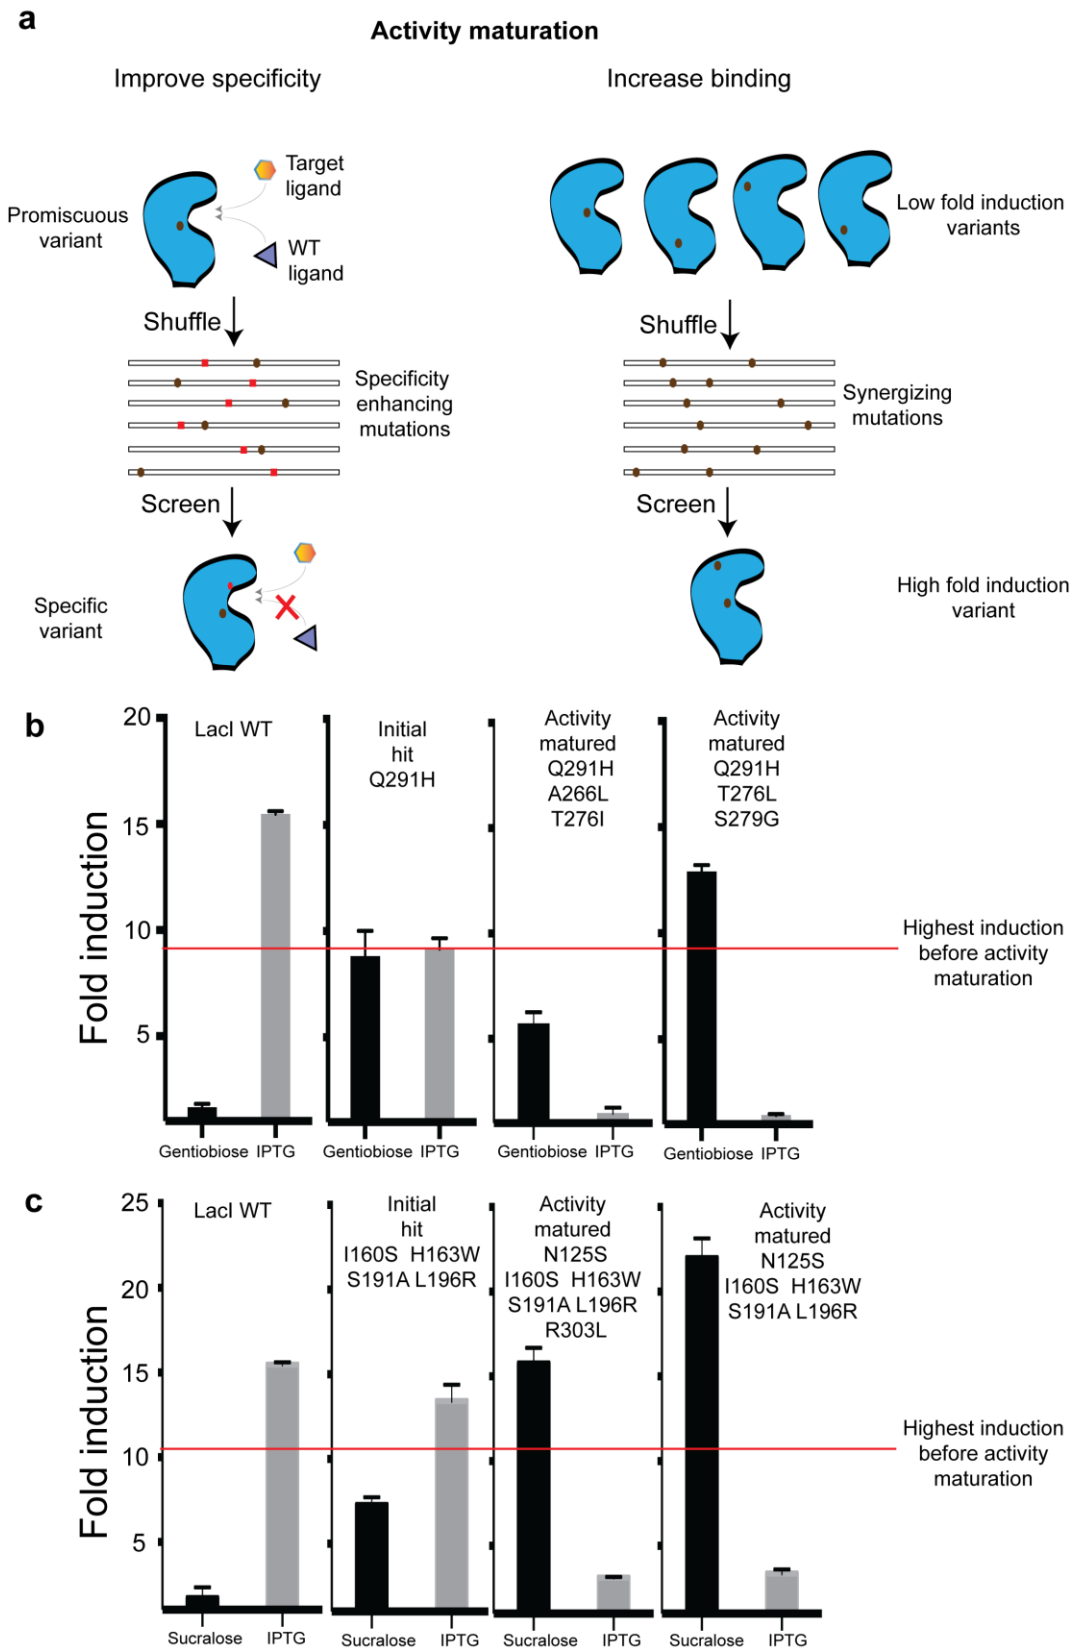 a
Activity maturation
Improve specificity
Increase binding
Promiscuous
variant
Target
ligand
WT
ligand
Low fold induction
variants
Shuffle
Shuffle
Specificity
enhancing
mutations
Synergizing
mutations
Screen
Screen
Specific
variant
High fold induction
variant
b
Fold induction
20
15
10
5
LacI WT
Initial
hit
Q291H
Activity
matured
Q291H
A266L
T276I
Activity
matured
Q291H
T276L
S279G
Highest induction
before activity
maturation
Gentiobiose IPTG
Gentiobiose IPTG
Gentiobiose IPTG
Gentiobiose IPTG
c
Fold induction
25
20
15
10
5
LacI WT
Initial
hit
I160S H163W
S191A L196R
Activity
matured
N125S
I160S H163W
S191A L196R
R303L
Activity
matured
N125S
I160S H163W
S191A L196R
Highest induction
before activity
maturation
Sucralose IPTG
Sucralose IPTG
Sucralose IPTG
Sucralose IPTG